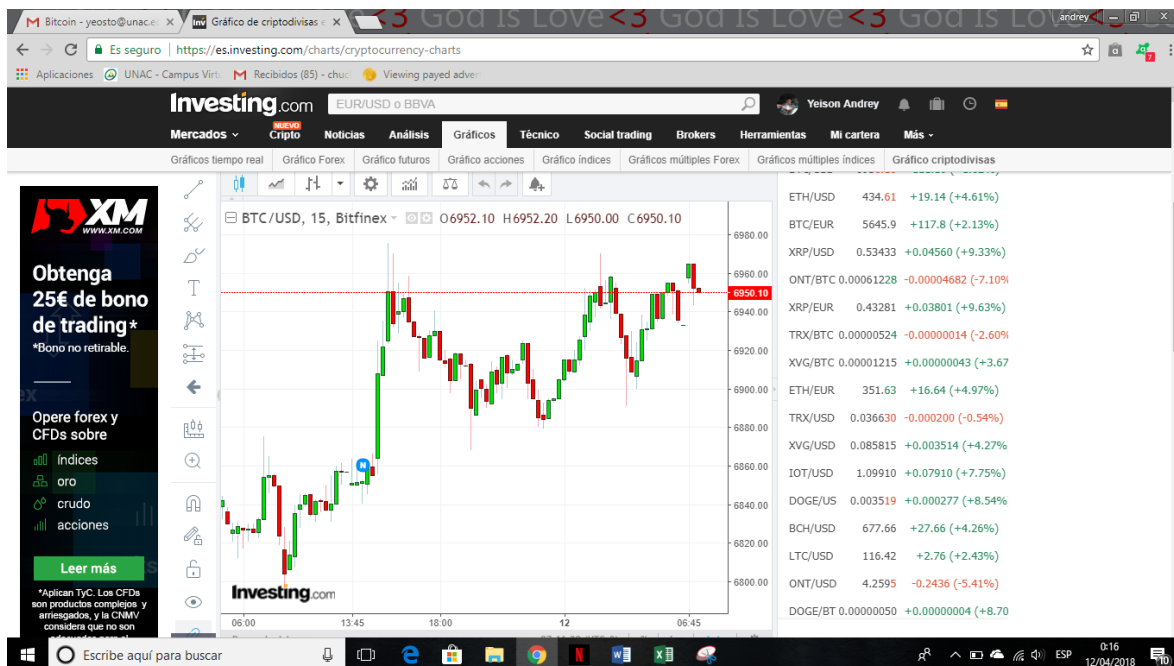 <3 God Is Love<3 God Is Love<3 God Is Love
Bitcoin - yeosto@unac.ec
Gráfico de criptodivisas e
andrey
Es seguro
https://es.investing.com/charts/cryptocurrency-charts
Aplicaciones
UNAC - Campus Virtu
Recibidos (85) - chuc
Viewing payed adver
Investing.com
EUR/USD o BBVA
Yeison Andrey
Mercados
NUEVO
Cripto
Noticias
Análisis
Gráficos
Técnico
Social trading
Brokers
Herramientas
Mi cartera
Más
Gráficos tiempo real
Gráfico Forex
Gráfico futuros
Gráfico acciones
Gráfico índices
Gráficos múltiples Forex
Gráficos múltiples índices
Gráfico criptodivisas
XM
WWW.XM.COM
Obtenga
25€ de bono
de trading*
*Bono no retirable.
Opere forex y
CFDs sobre
índices
oro
crudo
acciones
Leer más
*Aplican TyC. Los CFDs
son productos complejos y
arriesgados, y la CNMV
considera que no son
BTC/USD, 15, Bitfinex
O6952.10 H6952.20 L6950.00 C6950.10
6980.00
6960.00
6950.10
6940.00
6920.00
6900.00
6880.00
6860.00
6840.00
6820.00
6800.00
N
Investing.com
06:00
13:45
18:00
12
06:45
ETH/USD 434.61 +19.14 (+4.61%)
BTC/EUR 5645.9 +117.8 (+2.13%)
XRP/USD 0.53433 +0.04560 (+9.33%)
ONT/BTC 0.00061228 -0.00004682 (-7.10%
XRP/EUR 0.43281 +0.03801 (+9.63%)
TRX/BTC 0.00000524 -0.00000014 (-2.60%
XVG/BTC 0.00001215 +0.00000043 (+3.67
ETH/EUR 351.63 +16.64 (+4.97%)
TRX/USD 0.036630 -0.000200 (-0.54%)
XVG/USD 0.085815 +0.003514 (+4.27%
IOT/USD 1.09910 +0.07910 (+7.75%)
DOGE/US 0.003519 +0.000277 (+8.54%
BCH/USD 677.66 +27.66 (+4.26%)
LTC/USD 116.42 +2.76 (+2.43%)
ONT/USD 4.2595 -0.2436 (-5.41%)
DOGE/BT 0.00000050 +0.00000004 (+8.70
Escribe aquí para buscar
ESP
0:16
12/04/2018